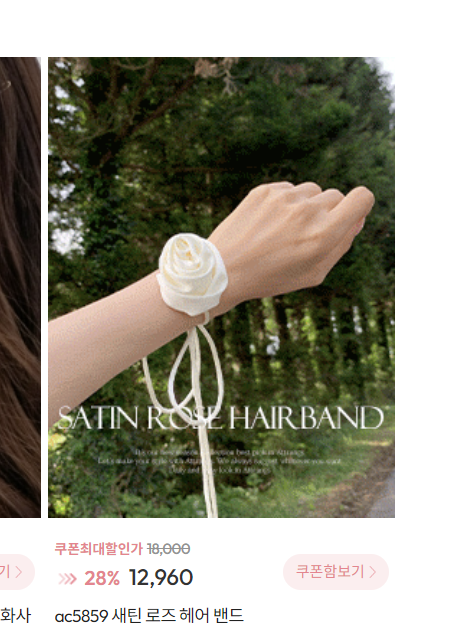 SATIN ROSE HAIRBAND
쿠폰최대할인가 18,000
28% 12,960
쿠폰함보기
기
화사
ac5859 새틴 로즈 헤어 밴드